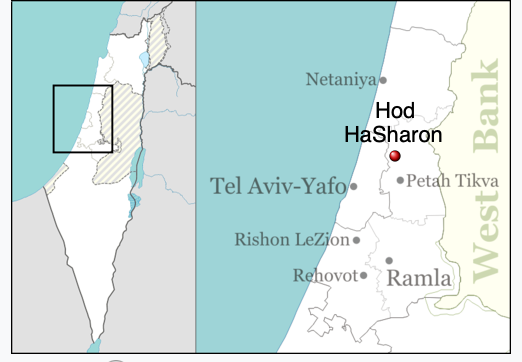 Netaniya
Hod
HaSharon
Tel Aviv-Yafo
Petah Tikva
Rishon LeZion
Rehovot
Ramla
West Bank